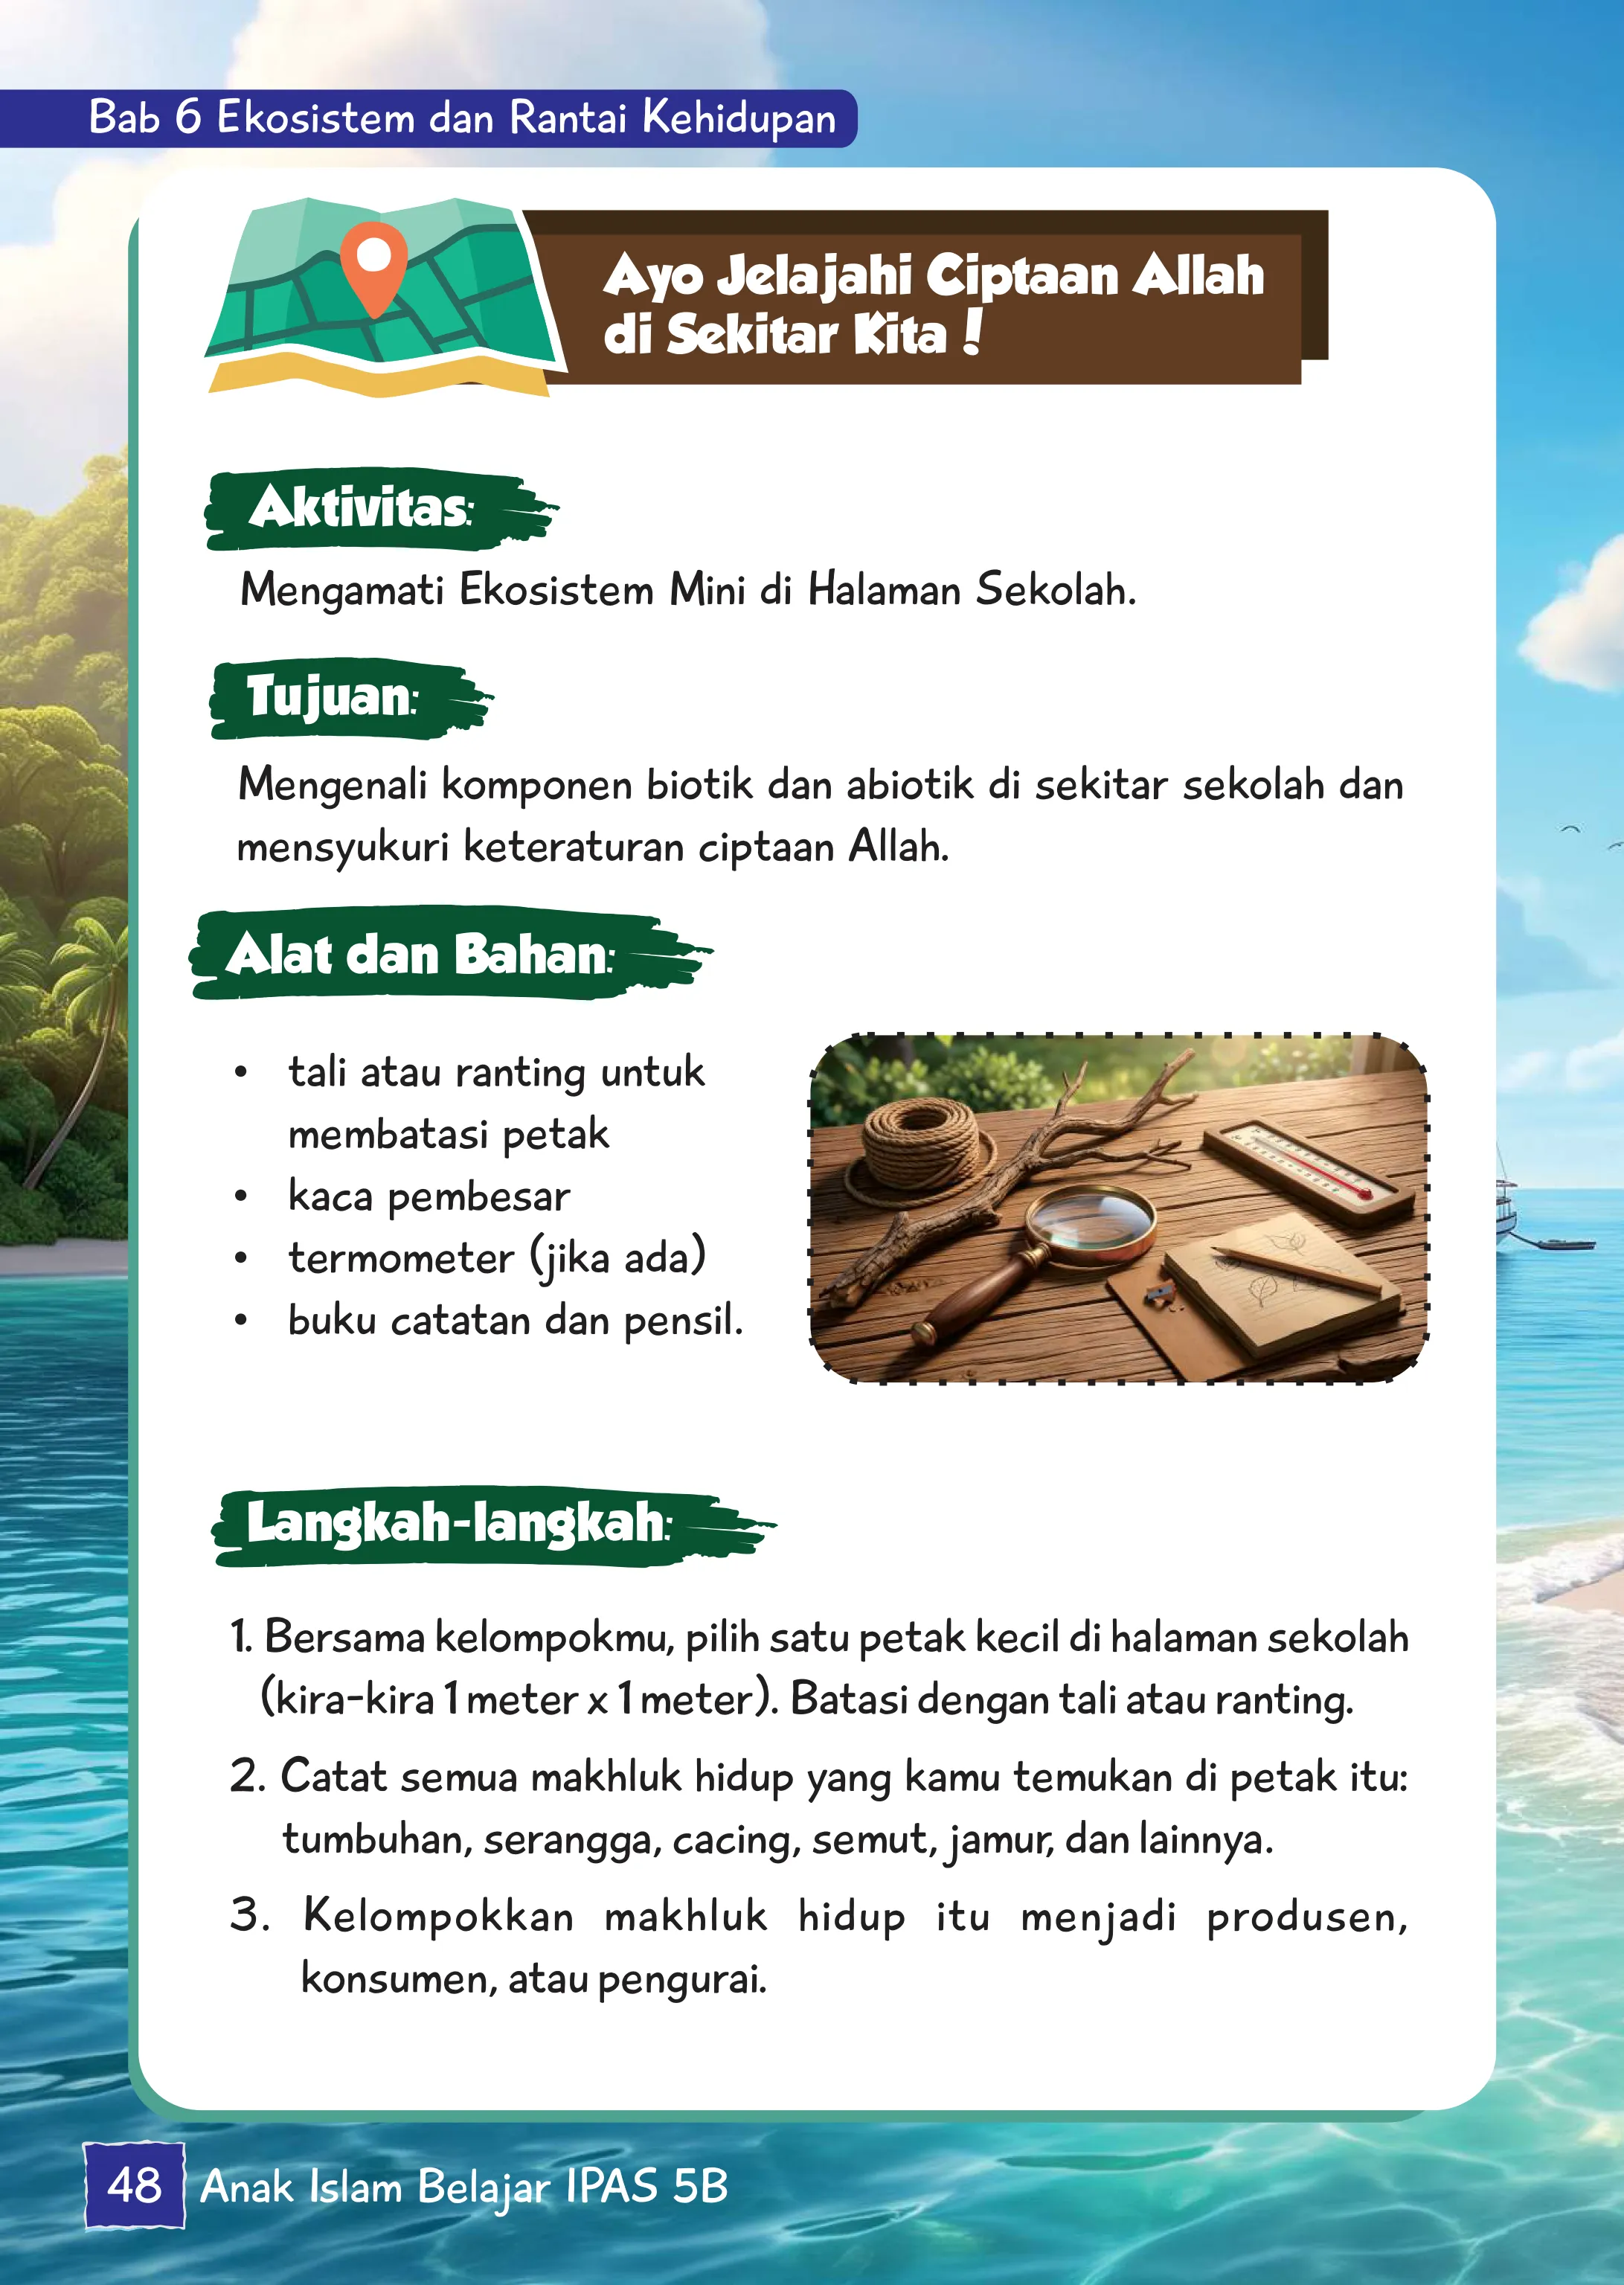 Bab 6 Ekosistem dan Rantai Kehidupan
Ayo Jelajahi Ciptaan Allah
di Sekitar Kita!
Aktivitas:
Mengamati Ekosistem Mini di Halaman Sekolah.
Tujuan:
Mengenali komponen biotik dan abiotik di sekitar sekolah dan
mensyukuri keteraturan ciptaan Allah.
Alat dan Bahan:
• tali atau ranting untuk
membatasi petak
• kaca pembesar
• termometer (jika ada)
• buku catatan dan pensil.
Langkah-langkah:
1. Bersama kelompokmu, pilih satu petak kecil di halaman sekolah
(kira-kira 1 meter x 1 meter). Batasi dengan tali atau ranting.
2. Catat semua makhluk hidup yang kamu temukan di petak itu:
tumbuhan, serangga, cacing, semut, jamur, dan lainnya.
3. Kelompokkan makhluk hidup itu menjadi produsen,
konsumen, atau pengurai.
48 Anak Islam Belajar IPAS 5B